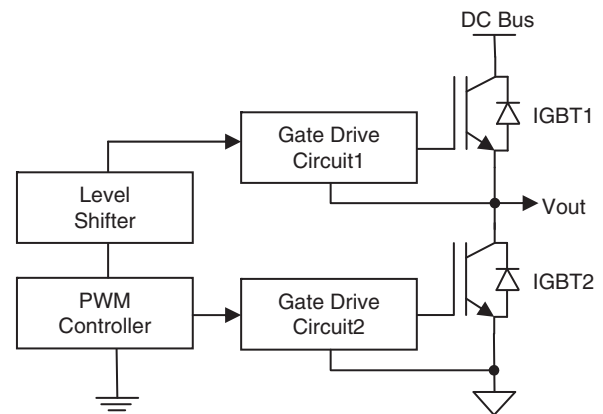 DC Bus
Gate Drive
Circuit1
IGBT1
Level
Shifter
Vout
PWM
Controller
Gate Drive
Circuit2
IGBT2